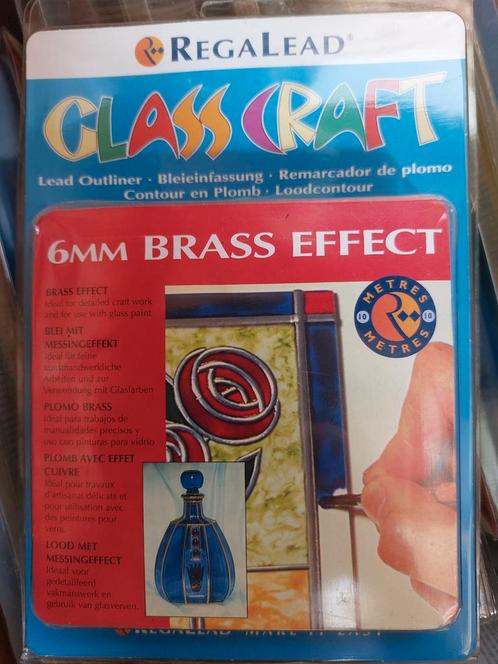 REGALEAD®
GLASS CRAFT
Lead Outliner · Bleieinfassung · Remarcador de plomo
Contour en Plomb · Loodcontour
6MM BRASS EFFECT
BRASS EFFECT
Ideal for detailed craft work
and for use with glass paint
BLEI MIT
MESSINGEFFEKT
Ideal für feine
kunsthandwerkliche
Arbeiten und zur
Verwendung mit Glasfarben
PLOMO BRASS
Ideal para trabajos de
manualidades precisos y
uso con pinturas para vidrio
PLOMB AVEC EFFET
CUIVRE
Idéal pour travaux
d'artisanat délicats et
pour utilisation avec
des peintures pour
verre.
LOOD MET
MESSINGEFFECT
Ideaal voor
gedetailleerd
vakmanswerk en
gebruik van glasverven.
METRES
10 10
METRES
REGALEAD MAKE IT EASY